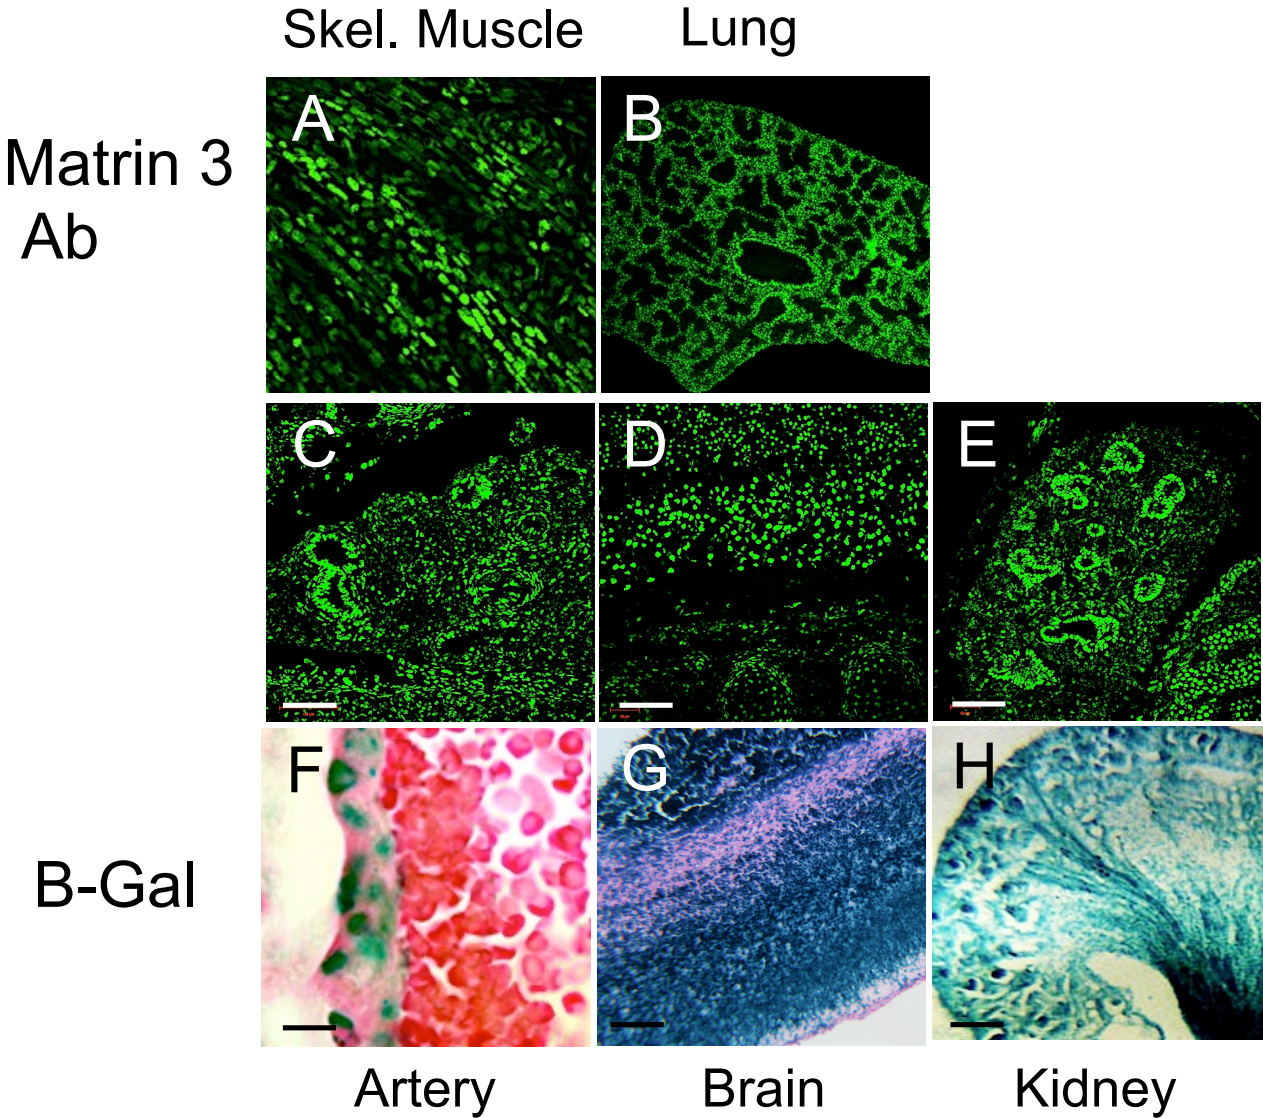 Skel. Muscle Lung
Matrin 3
Ab
A B
C D E
F G H
B-Gal
Artery Brain Kidney